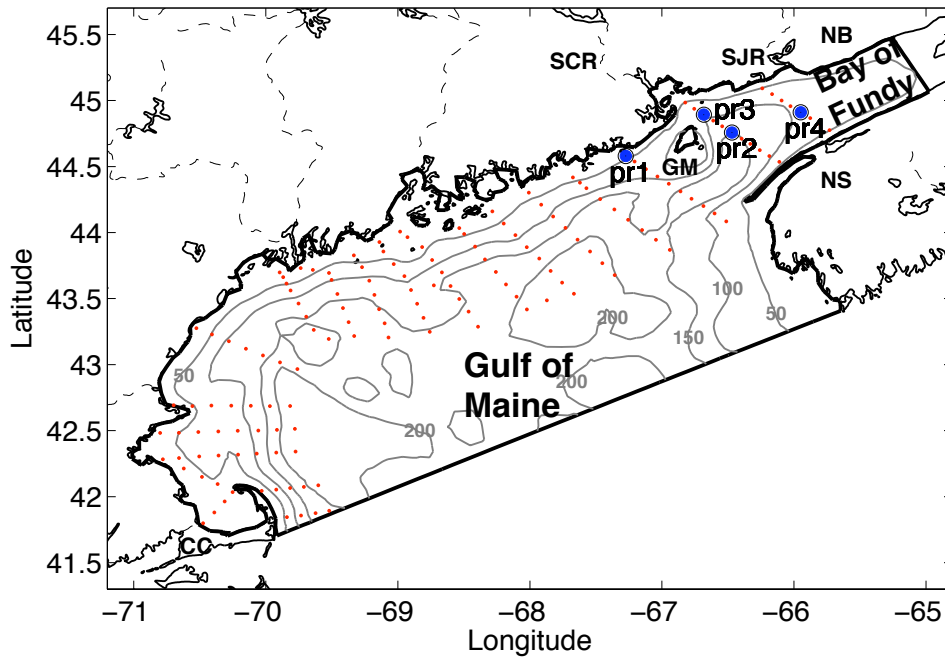 45.5
45
44.5
44
43.5
43
42.5
42
41.5
Latitude
NB
SCR
SJR
Bay of
Fundy
pr3
pr4
pr2
pr1
GM
NS
100
50
200
150
50
Gulf of
Maine
200
200
CC
−71
−70
−69
−68
−67
−66
−65
Longitude